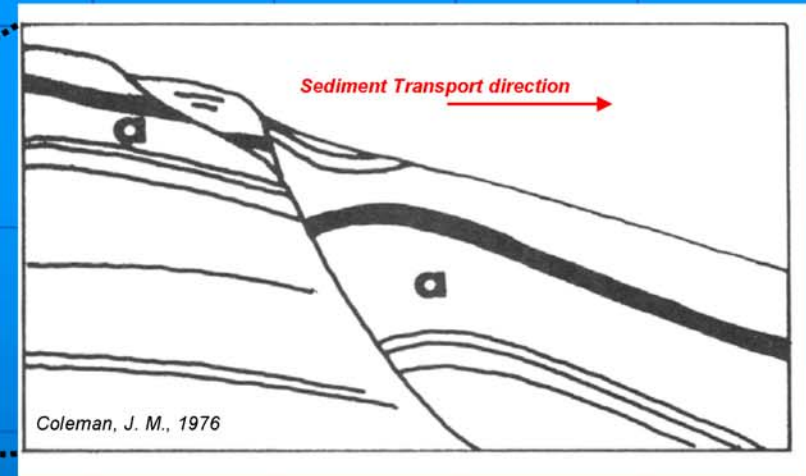 Sediment Transport direction
a
a
Coleman, J. M., 1976